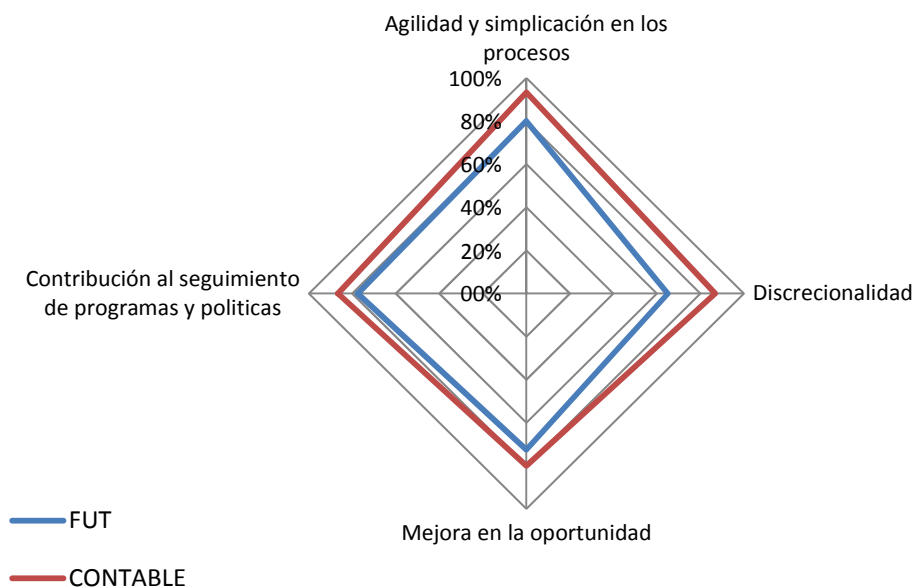 Agilidad y simplicación en los
procesos
100%
80%
60%
40%
20%
00%
Contribución al seguimiento
de programas y politicas
Discrecionalidad
Mejora en la oportunidad
FUT
CONTABLE